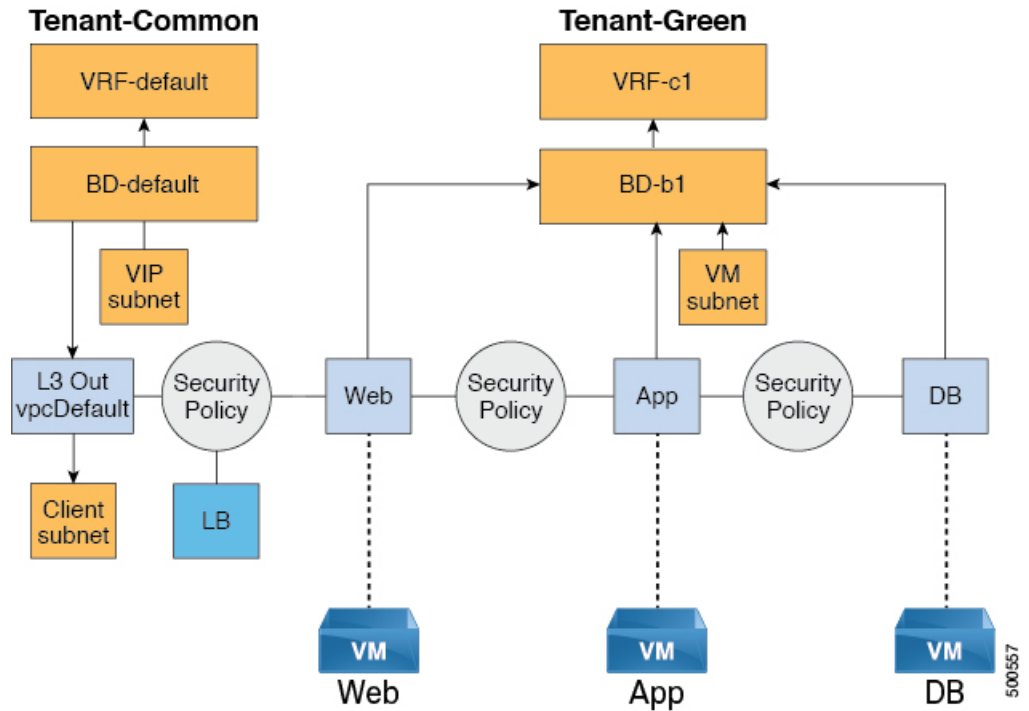 Tenant-Common
Tenant-Green
VRF-default
VRF-c1
BD-default
BD-b1
VIP
subnet
VM
subnet
L3 Out
vpcDefault
Security
Policy
Web
Security
Policy
App
Security
Policy
DB
Client
subnet
LB
VM
VM
VM
Web
App
DB
500557